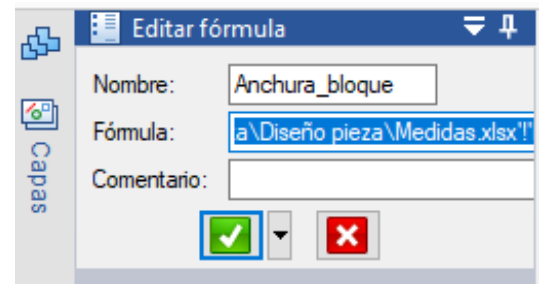 Editar fórmula
Nombre: Anchura_bloque
Fórmula: a\Diseño pieza\Medidas.xlsx'!'
Comentario:
Capas